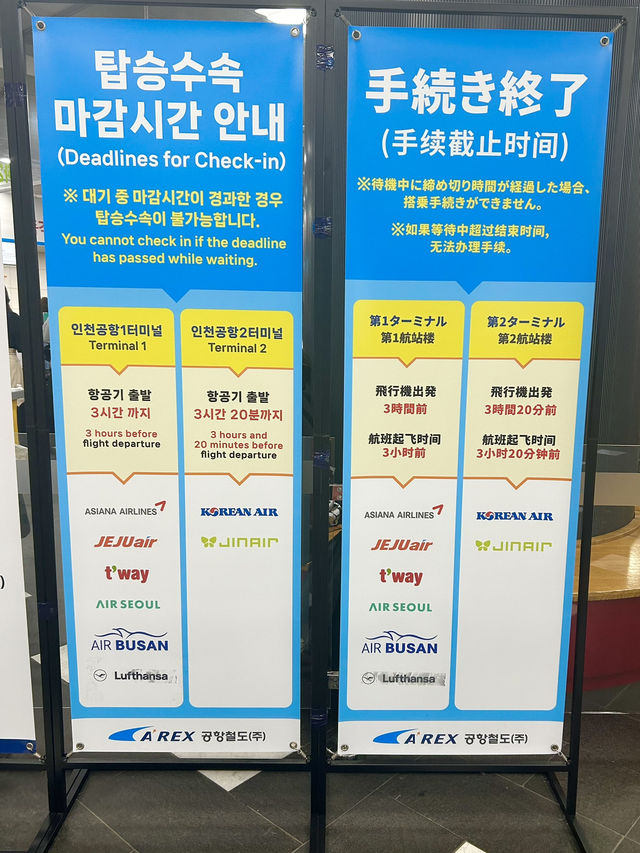 탑승수속
마감시간 안내
(Deadlines for Check-in)
※ 대기 중 마감시간이 경과한 경우
탑승수속이 불가능합니다.
You cannot check in if the deadline
has passed while waiting.
인천공항1터미널
Terminal 1
항공기 출발
3시간 까지
3 hours before
flight departure
ASIANA AIRLINES
JEJUair
t'way
AIR SEOUL
AIR BUSAN
Lufthansa
인천공항2터미널
Terminal 2
항공기 출발
3시간 20분까지
3 hours and
20 minutes before
flight departure
KOREAN AIR
JINAIR
A'REX 공항철도(주)
手続き終了
(手续截止时间)
※待機中に締め切り時間が経過した場合、
搭乗手続きができません。
※如果等待中超过结束时间,
无法办理手续。
第1ターミナル
第1航站楼
飛行機出発
3時間前
航班起飞时间
3小时前
ASIANA AIRLINES
JEJUair
t'way
AIR SEOUL
AIR BUSAN
Lufthansa
第2ターミナル
第2航站楼
飛行機出発
3時間20分前
航班起飞时间
3小时20分钟前
KOREAN AIR
JINAIR
A'REX 공항철도(주)
)